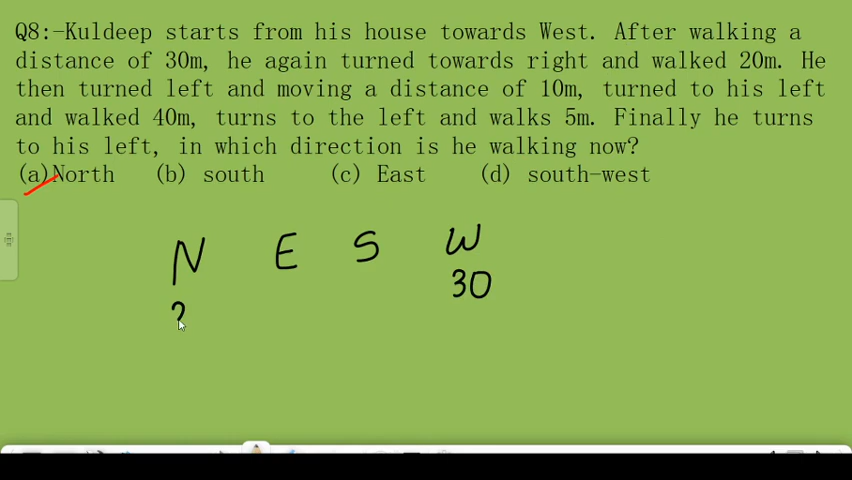 Q8:-Kuldeep starts from his house towards West. After walking a
distance of 30m, he again turned towards right and walked 20m. He
then turned left and moving a distance of 10m, turned to his left
and walked 40m, turns to the left and walks 5m. Finally he turns
to his left, in which direction is he walking now?
(a)North (b) south (c) East (d) south-west
N E S W
30